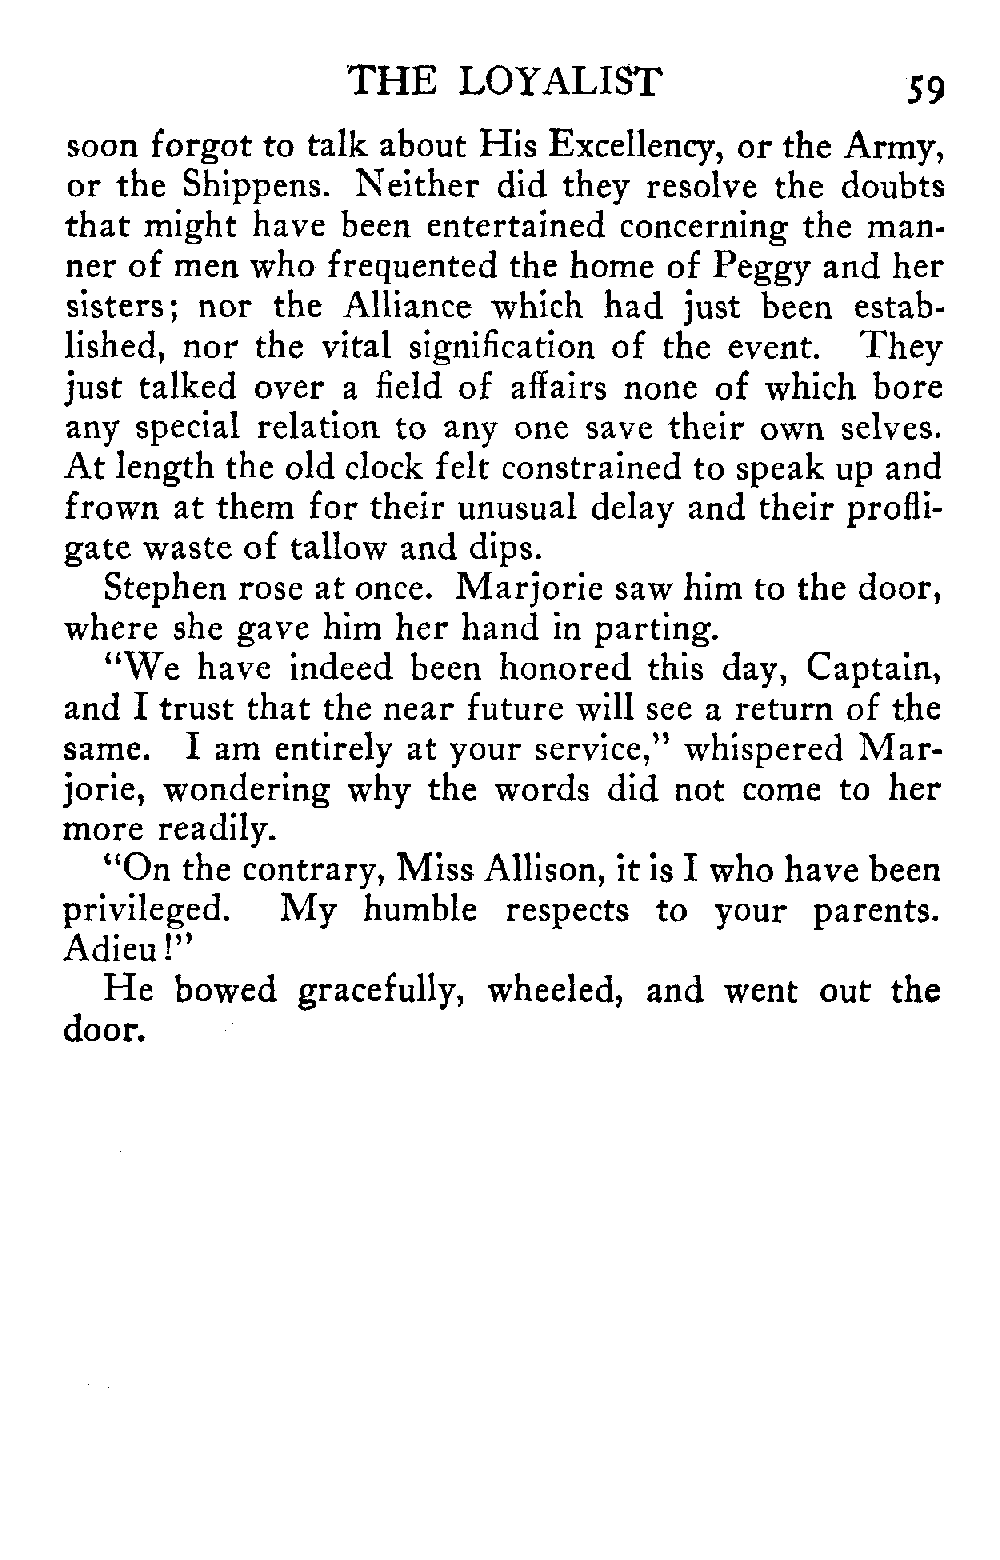 THE LOYALIST 59
soon forgot to talk about His Excellency, or the Army,
or the Shippens. Neither did they resolve the doubts
that might have been entertained concerning the man-
ner of men who frequented the home of Peggy and her
sisters; nor the Alliance which had just been estab-
lished, nor the vital signification of the event. They
just talked over a field of affairs none of which bore
any special relation to any one save their own selves.
At length the old clock felt constrained to speak up and
frown at them for their unusual delay and their profli-
gate waste of tallow and dips.
Stephen rose at once. Marjorie saw him to the door,
where she gave him her hand in parting.
"We have indeed been honored this day, Captain,
and I trust that the near future will see a return of the
same. I am entirely at your service," whispered Mar-
jorie, wondering why the words did not come to her
more readily.
"On the contrary, Miss Allison, it is I who have been
privileged. My humble respects to your parents.
Adieu!"
He bowed gracefully, wheeled, and went out the
door.